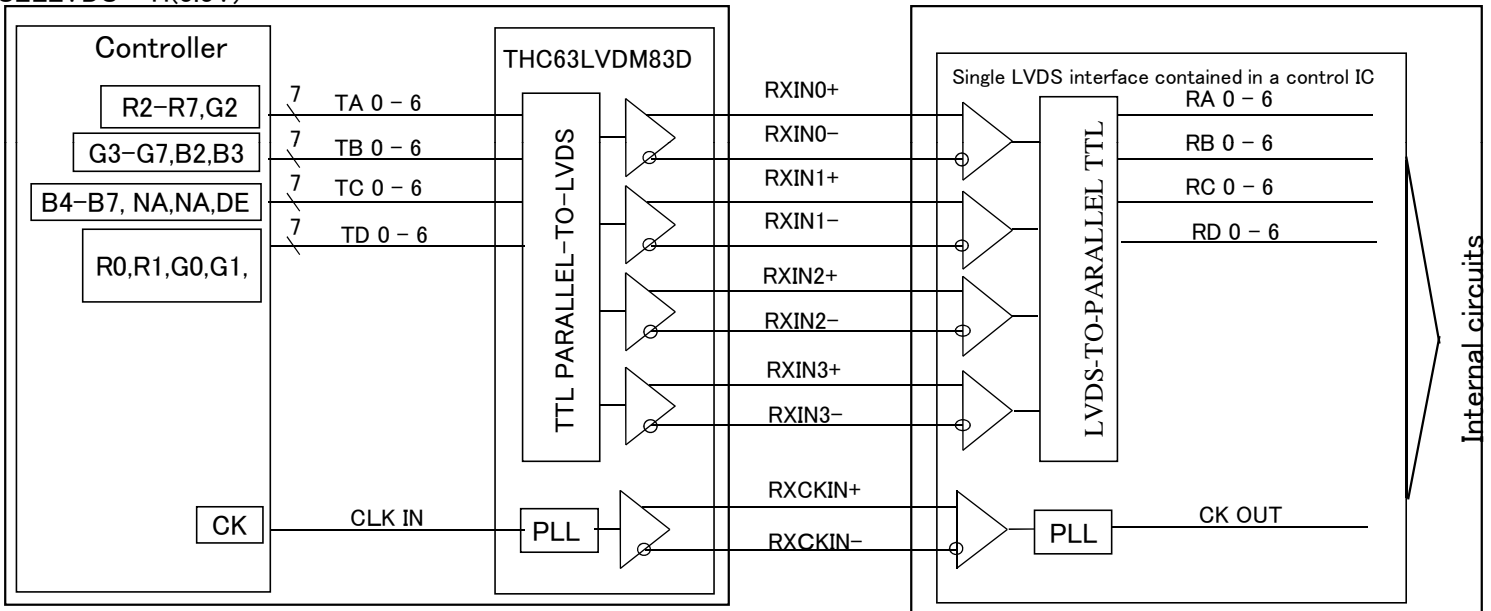 Controller
R2-R7,G2
G3-G7,B2,B3
B4-B7, NA,NA,DE
R0,R1,G0,G1,
CK
7
TA 0 - 6
7
TB 0 - 6
7
TC 0 - 6
7
TD 0 - 6
CLK IN
THC63LVDM83D
TTL PARALLEL-TO-LVDS
PLL
RXIN0+
RXIN0-
RXIN1+
RXIN1-
RXIN2+
RXIN2-
RXIN3+
RXIN3-
RXCKIN+
RXCKIN-
Single LVDS interface contained in a control IC
LVDS-TO-PARALLEL TTL
PLL
RA 0 - 6
RB 0 - 6
RC 0 - 6
RD 0 - 6
CK OUT
Internal circuits